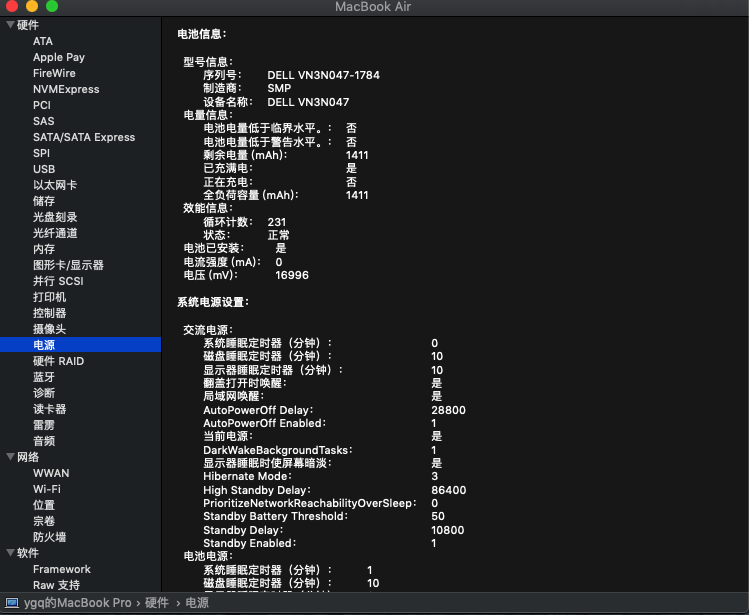 MacBook Air
硬件
ATA
Apple Pay
FireWire
NVMExpress
PCI
SAS
SATA/SATA Express
SPI
USB
以太网卡
储存
光盘刻录
光纤通道
内存
图形卡/显示器
并行 SCSI
打印机
控制器
摄像头
电源
硬件 RAID
蓝牙
诊断
读卡器
雷雳
音频
网络
WWAN
Wi-Fi
位置
宗卷
防火墙
软件
Framework
Raw 支持
电池信息：
型号信息：
序列号： DELL VN3N047-1784
制造商： SMP
设备名称： DELL VN3N047
电量信息：
电池电量低于临界水平。： 否
电池电量低于警告水平。： 否
剩余电量 (mAh)： 1411
已充满电： 是
正在充电： 否
全负荷容量 (mAh)： 1411
效能信息：
循环计数： 231
状态： 正常
电池已安装： 是
电流强度 (mA)： 0
电压 (mV)： 16996
系统电源设置：
交流电源：
系统睡眠定时器（分钟）： 0
磁盘睡眠定时器（分钟）： 10
显示器睡眠定时器（分钟）： 10
翻盖打开时唤醒： 是
局域网唤醒： 是
AutoPowerOff Delay： 28800
AutoPowerOff Enabled： 1
当前电源： 是
DarkWakeBackgroundTasks： 1
显示器睡眠时使屏幕暗淡： 是
Hibernate Mode： 3
High Standby Delay： 86400
PrioritizeNetworkReachabilityOverSleep： 0
Standby Battery Threshold： 50
Standby Delay： 10800
Standby Enabled： 1
电池电源：
系统睡眠定时器（分钟）： 1
磁盘睡眠定时器（分钟）： 10
ygq的MacBook Pro › 硬件 › 电源